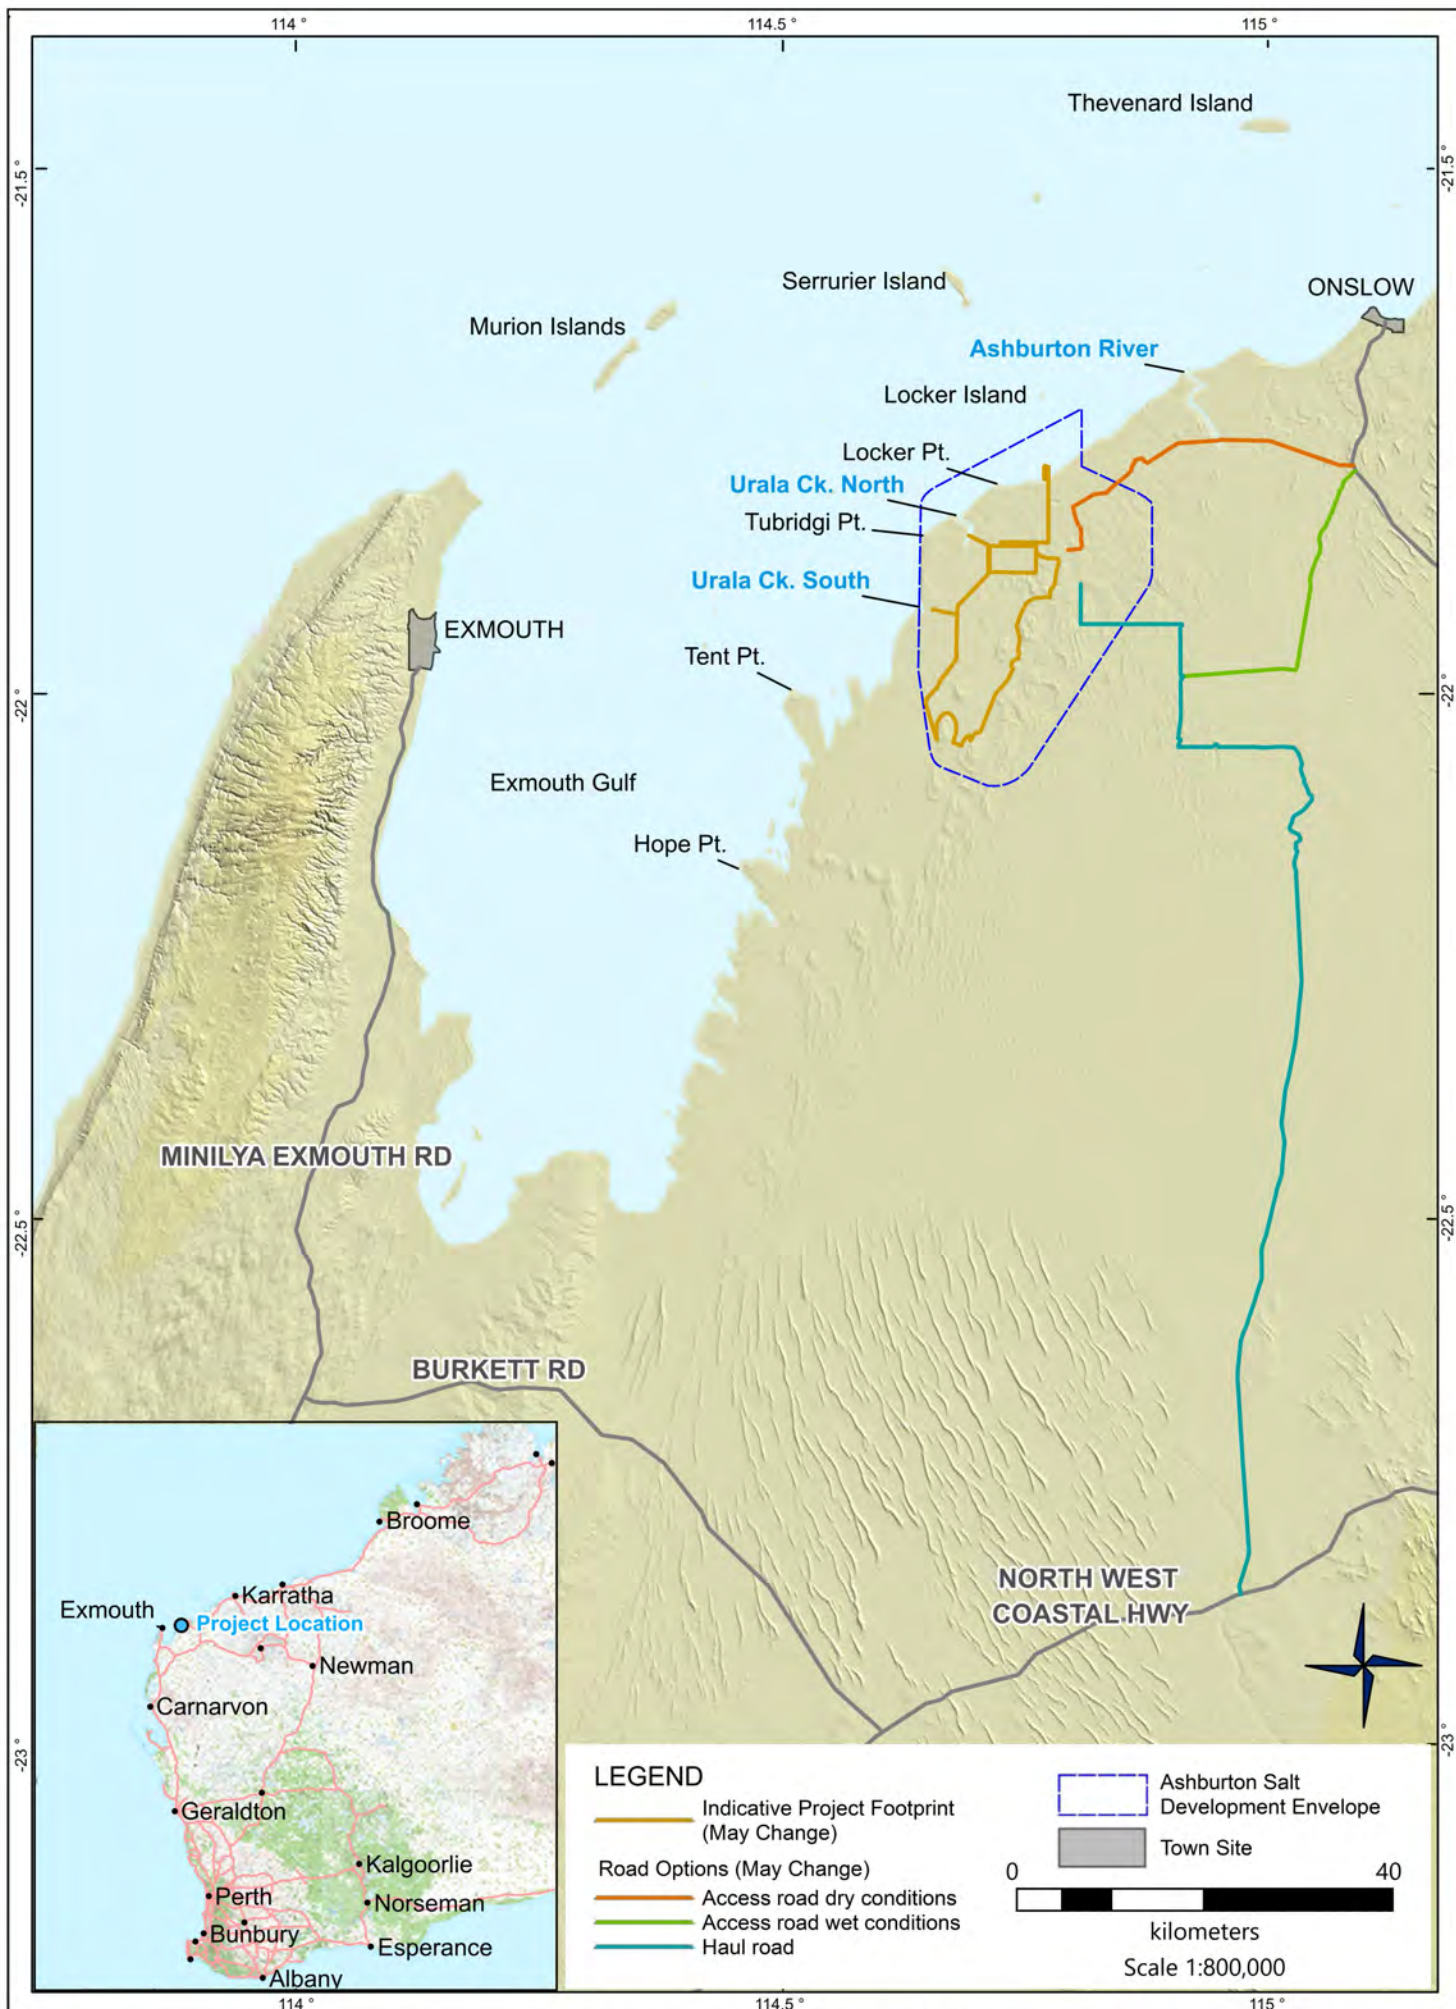 114 °
114.5 °
115 °
Thevenard Island
-21.5°
-21.5°
Serrurier Island
ONSLOW
Murion Islands
Ashburton River
Locker Island
Locker Pt.
Urala Ck. North
Tubridgi Pt.
Urala Ck. South
EXMOUTH
Tent Pt.
-22°
-22°
Exmouth Gulf
Hope Pt.
MINILYA EXMOUTH RD
-22.5°
-22.5°
BURKETT RD
NORTH WEST
COASTAL HWY
-23°
-23°
Broome
Karratha
Exmouth
Project Location
Newman
Carnarvon
Geraldton
Kalgoorlie
Perth
Norseman
Bunbury
Esperance
Albany
LEGEND
Indicative Project Footprint
(May Change)
Road Options (May Change)
Access road dry conditions
Access road wet conditions
Haul road
Ashburton Salt
Development Envelope
Town Site
0
40
kilometers
Scale 1:800,000
114 °
114.5 °
115 °